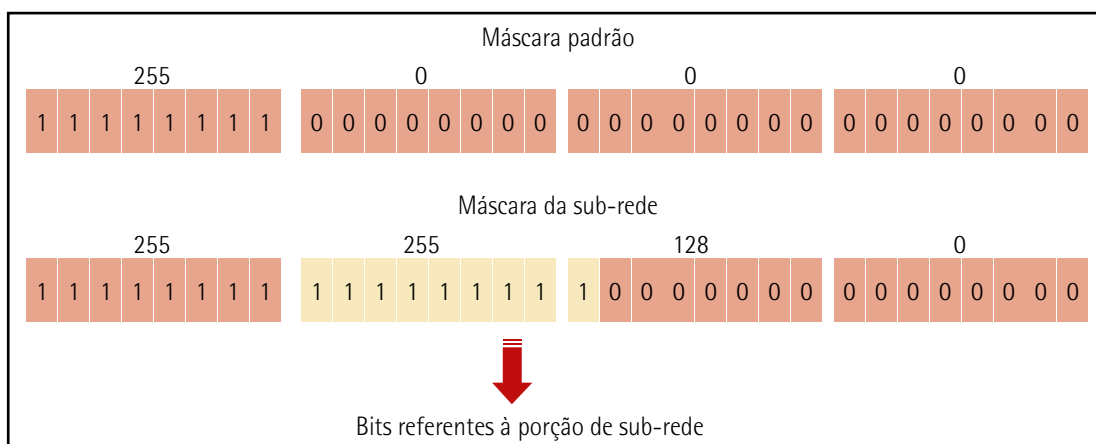 Máscara padrão
255 0 0 0
1 1 1 1 1 1 1 1 0 0 0 0 0 0 0 0 0 0 0 0 0 0 0 0 0 0 0 0 0 0 0 0
Máscara da sub-rede
255 255 128 0
1 1 1 1 1 1 1 1 1 1 1 1 1 1 1 1 1 0 0 0 0 0 0 0 0 0 0 0 0 0 0 0
Bits referentes à porção de sub-rede